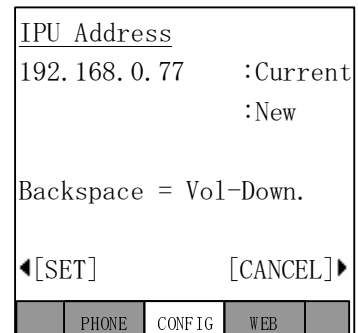 IPU Address
192.168.0.77 :Current
:New
Backspace = Vol-Down.
◀[SET] [CANCEL]▶
PHONE CONFIG WEB